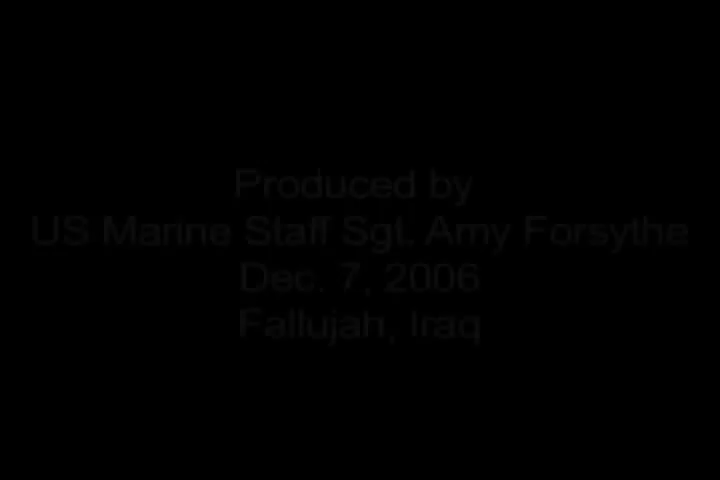 Produced by
US Marine Staff Sgt. Amy Forsythe
Dec. 7, 2006
Fallujah, Iraq